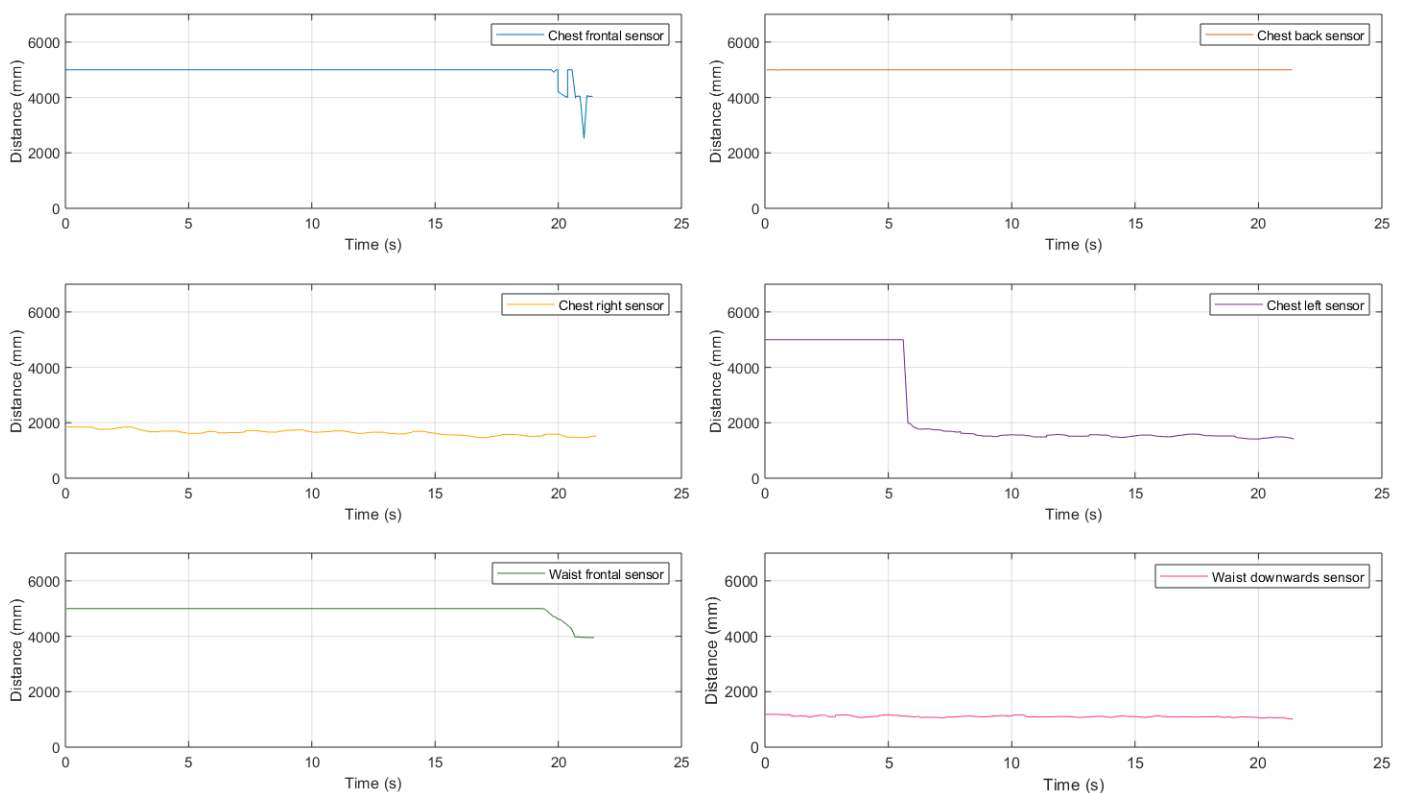 Chest frontal sensor
Distance (mm)
6000
4000
2000
0
0 5 10 15 20 25
Time (s)
Chest back sensor
Distance (mm)
6000
4000
2000
0
0 5 10 15 20 25
Time (s)
Chest right sensor
Distance (mm)
6000
4000
2000
0
0 5 10 15 20 25
Time (s)
Chest left sensor
Distance (mm)
6000
4000
2000
0
0 5 10 15 20 25
Time (s)
Waist frontal sensor
Distance (mm)
6000
4000
2000
0
0 5 10 15 20 25
Time (s)
Waist downwards sensor
Distance (mm)
6000
4000
2000
0
0 5 10 15 20 25
Time (s)